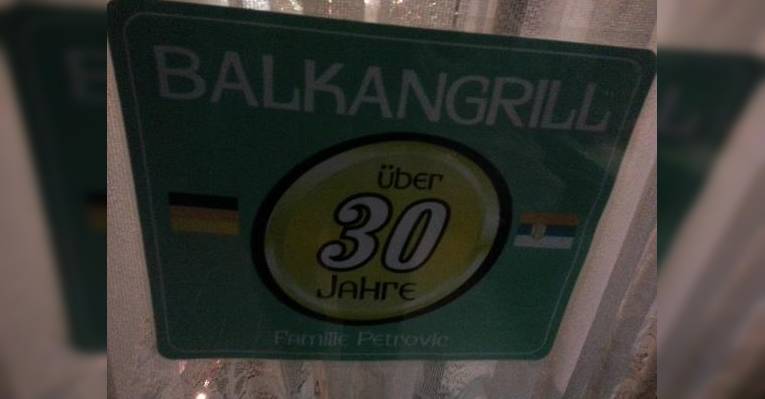 BALKANGRILL
über
30
Jahre
Familie Petrovic